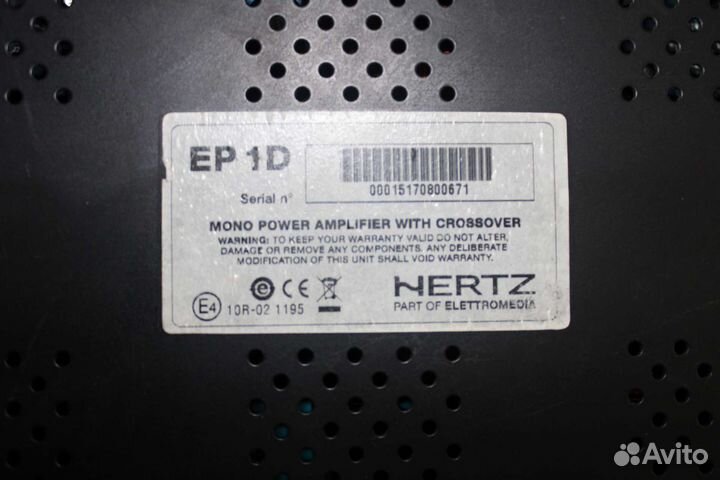 EP 1D
Serial n°
00015170800671
MONO POWER AMPLIFIER WITH CROSSOVER
WARNING: TO KEEP YOUR WARRANTY VALID DO NOT ALTER,
DAMAGE OR REMOVE ANY COMPONENTS. ANY DELIBERATE
MODIFICATION OF THIS UNIT SHALL VOID WARRANTY.
e CE
E4 10R-02 1195
HERTZ
PART OF ELETTROMEDIA
Avito